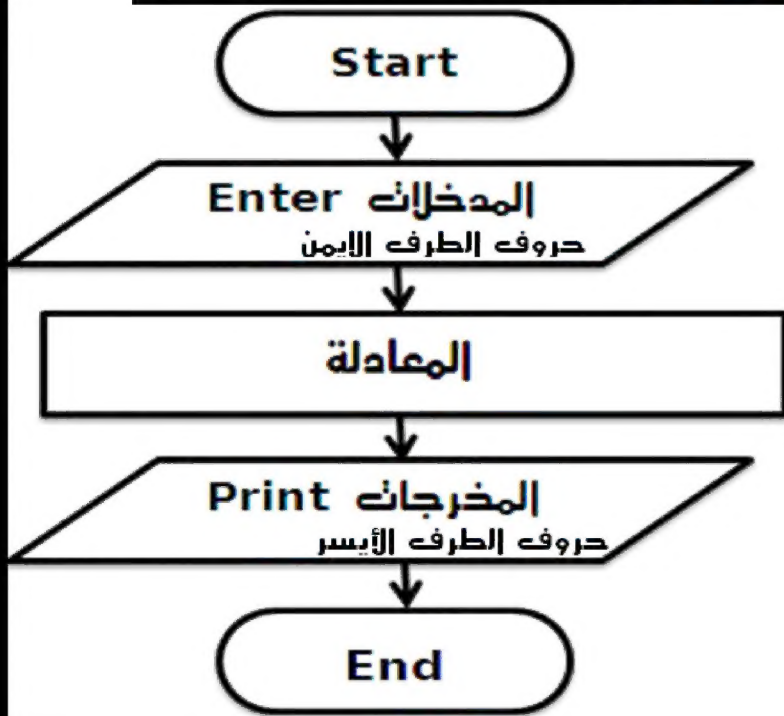 Start
Enter المدخلات
حروف الطرف الايمن
المعادلة
Print المخرجات
حروف الطرف الأيسر
End